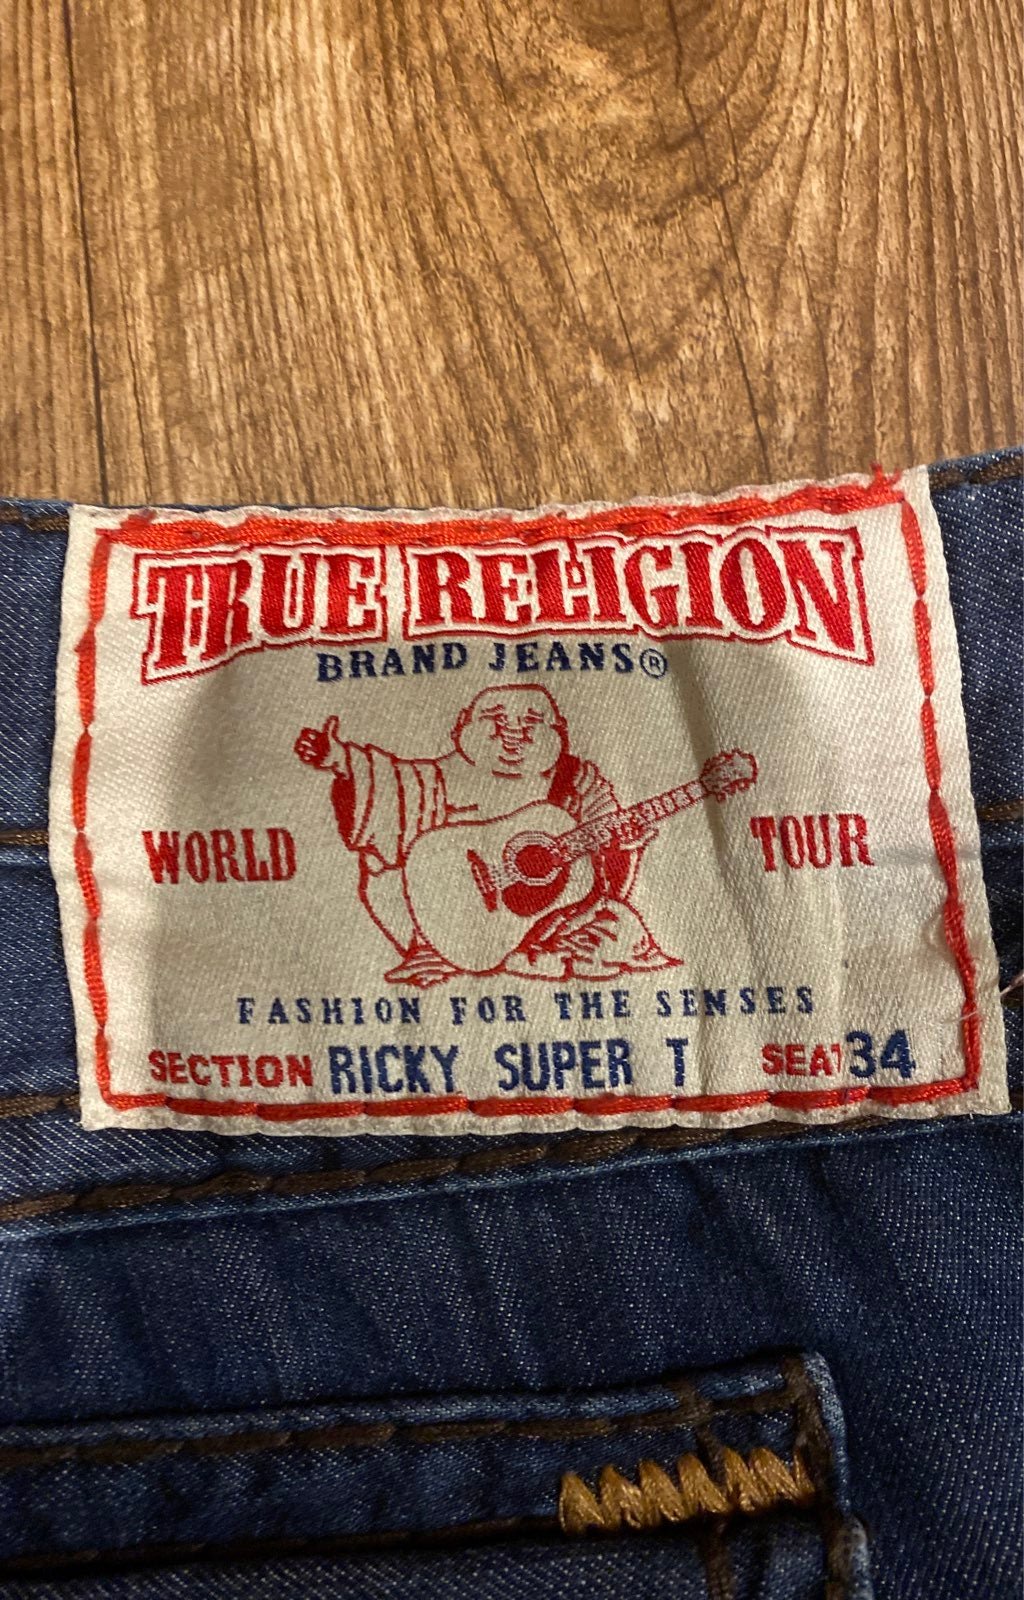 TRUE RELIGION
BRAND JEANS®
WORLD TOUR
FASHION FOR THE SENSES
SECTION RICKY SUPER T SEAT 34